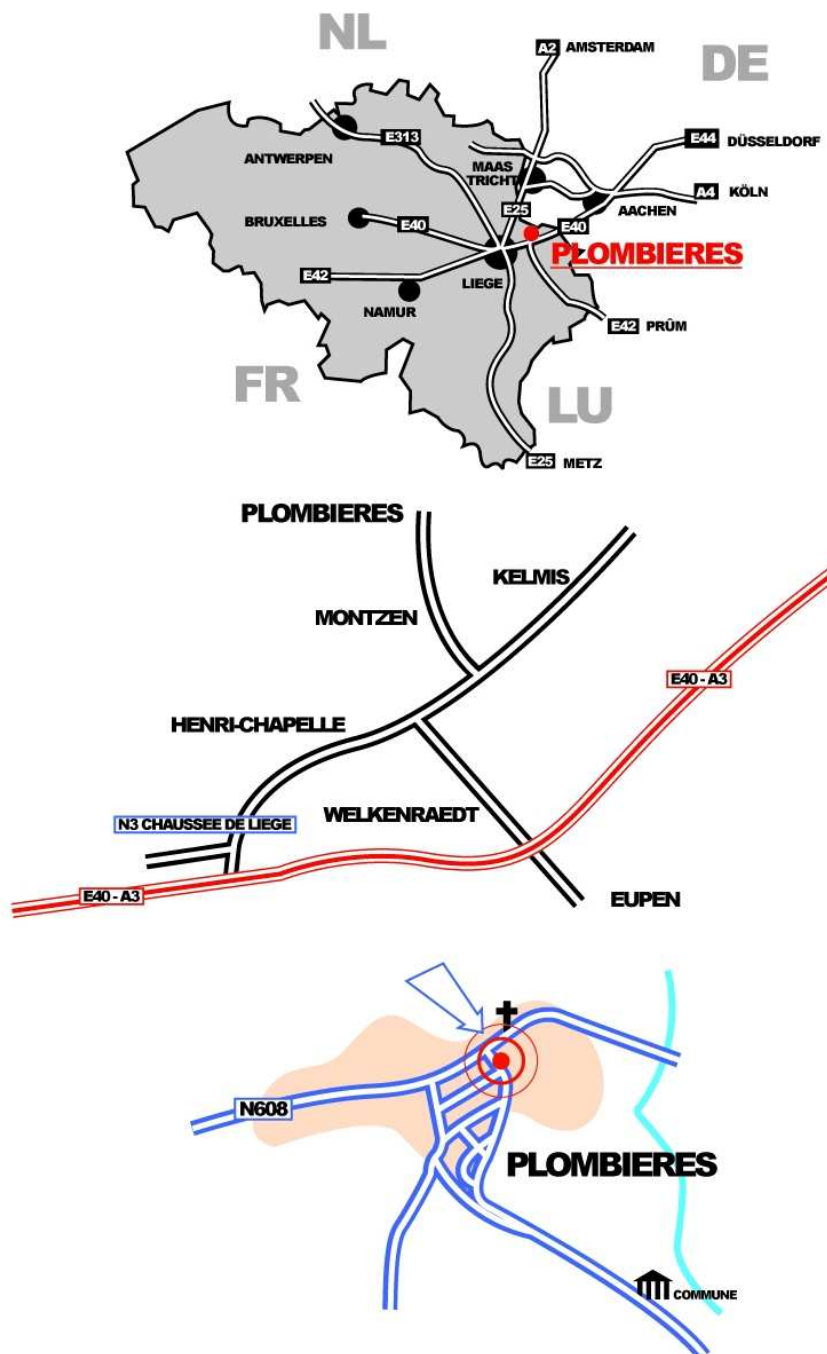 NL
A2 AMSTERDAM
DE
E44 DÜSSELDORF
E313
ANTWERPEN
MAAS
TRICHT
A4 KÖLN
AACHEN
E25
BRUXELLES
E40
E40
PLOMBIERES
E42
LIEGE
NAMUR
E42 PRÜM
FR
LU
E25 METZ
PLOMBIERES
KELMIS
MONTZEN
E40 - A3
HENRI-CHAPELLE
WELKENRAEDT
N3 CHAUSSEE DE LIEGE
E40 - A3
EUPEN
N608
PLOMBIERES
COMMUNE